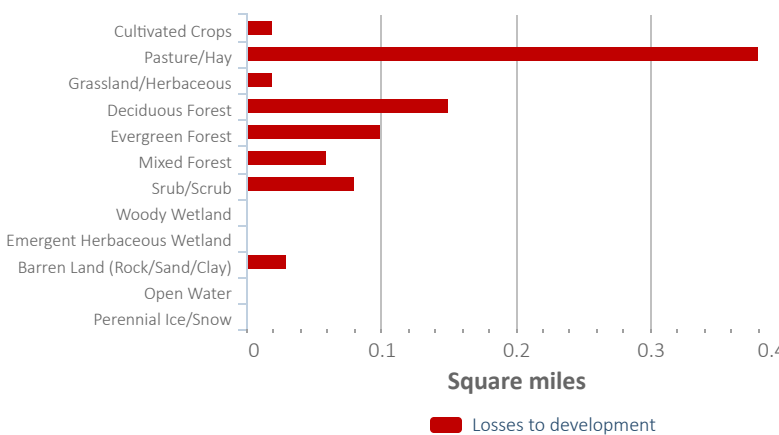 Cultivated Crops
Pasture/Hay
Grassland/Herbaceous
Deciduous Forest
Evergreen Forest
Mixed Forest
Srub/Scrub
Woody Wetland
Emergent Herbaceous Wetland
Barren Land (Rock/Sand/Clay)
Open Water
Perennial Ice/Snow
0 0.1 0.2 0.3 0.4
Square miles
Losses to development